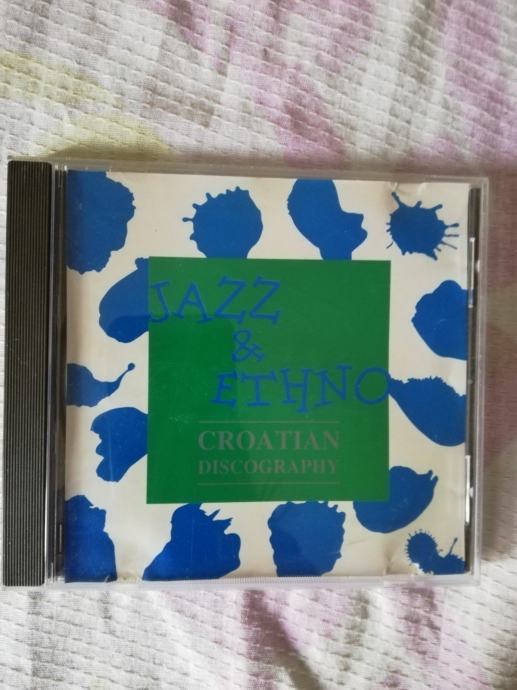 JAZZ
&
ETHNO
CROATIAN
DISCOGRAPHY